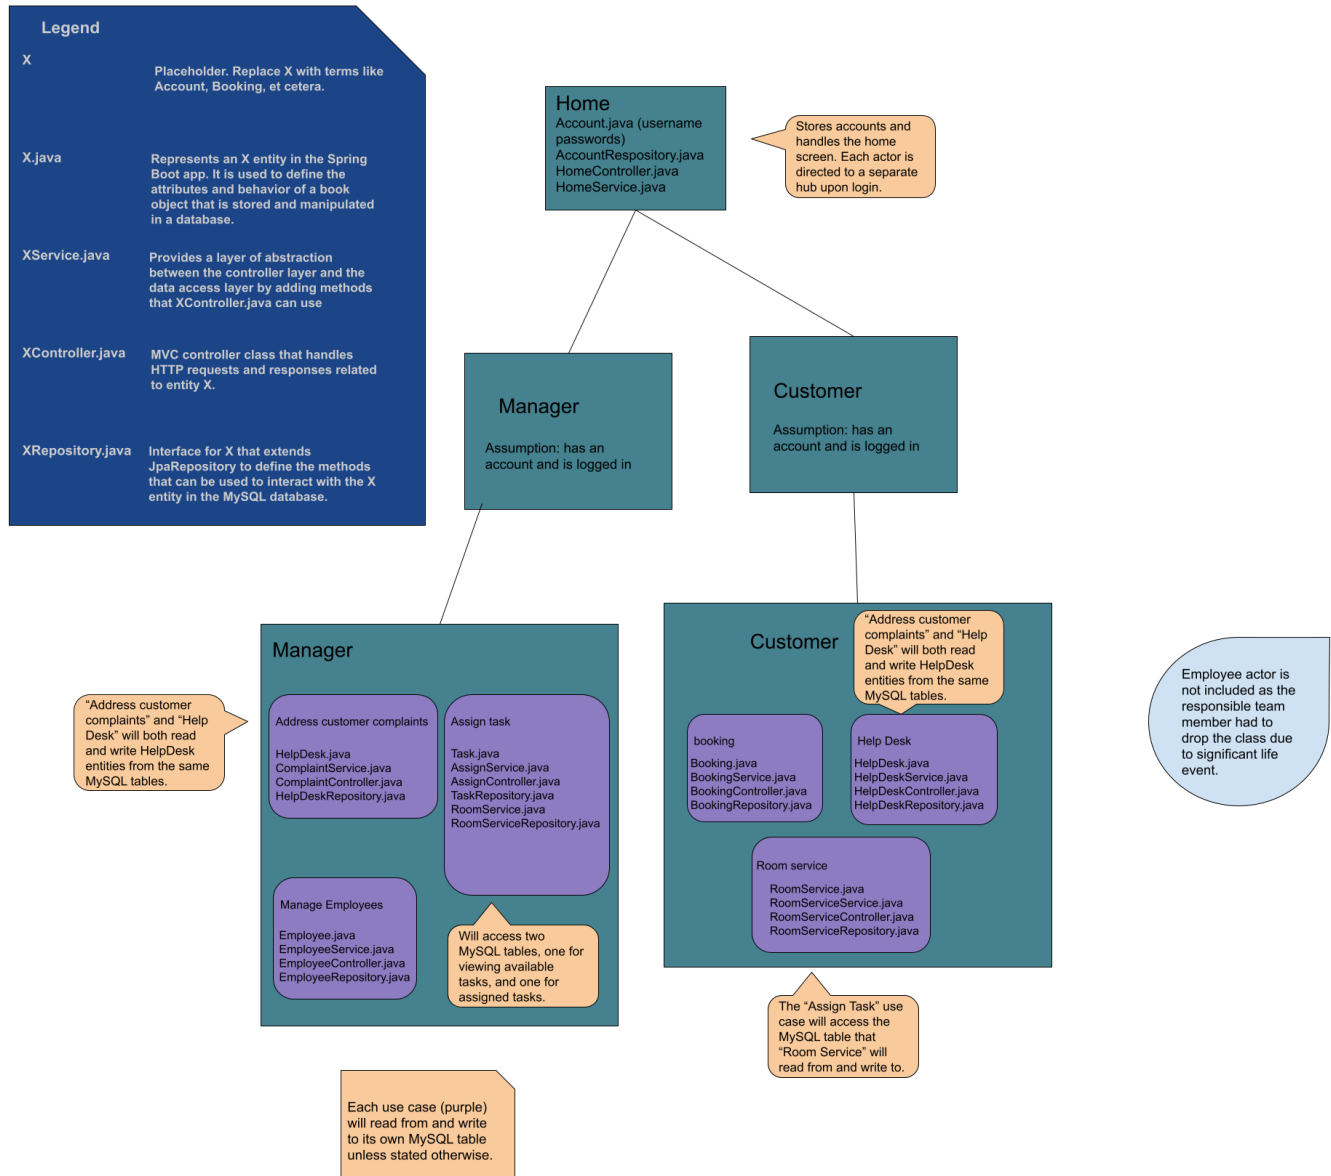 Legend
X
Placeholder. Replace X with terms like
Account, Booking, et cetera.
X.java
Represents an X entity in the Spring
Boot app. It is used to define the
attributes and behavior of a book
object that is stored and manipulated
in a database.
XService.java
Provides a layer of abstraction
between the controller layer and the
data access layer by adding methods
that XController.java can use
XController.java
MVC controller class that handles
HTTP requests and responses related
to entity X.
XRepository.java
Interface for X that extends
JpaRepository to define the methods
that can be used to interact with the X
entity in the MySQL database.
Home
Account.java (username
passwords)
AccountRespository.java
HomeController.java
HomeService.java
Stores accounts and
handles the home
screen. Each actor is
directed to a separate
hub upon login.
Manager
Assumption: has an
account and is logged in
Customer
Assumption: has an
account and is logged in
“Address customer
complaints” and “Help
Desk” will both read
and write HelpDesk
entities from the same
MySQL tables.
Manager
Address customer complaints
HelpDesk.java
ComplaintService.java
ComplaintController.java
HelpDeskRepository.java
Assign task
Task.java
AssignService.java
AssignController.java
TaskRepository.java
RoomService.java
RoomServiceRepository.java
Manage Employees
Employee.java
EmployeeService.java
EmployeeController.java
EmployeeRepository.java
Will access two
MySQL tables, one for
viewing available
tasks, and one for
assigned tasks.
Customer
“Address customer
complaints” and “Help
Desk” will both read
and write HelpDesk
entities from the same
MySQL tables.
booking
Booking.java
BookingService.java
BookingController.java
BookingRepository.java
Help Desk
HelpDesk.java
HelpDeskService.java
HelpDeskController.java
HelpDeskRepository.java
Room service
RoomService.java
RoomServiceService.java
RoomServiceController.java
RoomServiceRepository.java
The “Assign Task” use
case will access the
MySQL table that
“Room Service” will
read from and write to.
Employee actor is
not included as the
responsible team
member had to
drop the class due
to significant life
event.
Each use case (purple)
will read from and write
to its own MySQL table
unless stated otherwise.